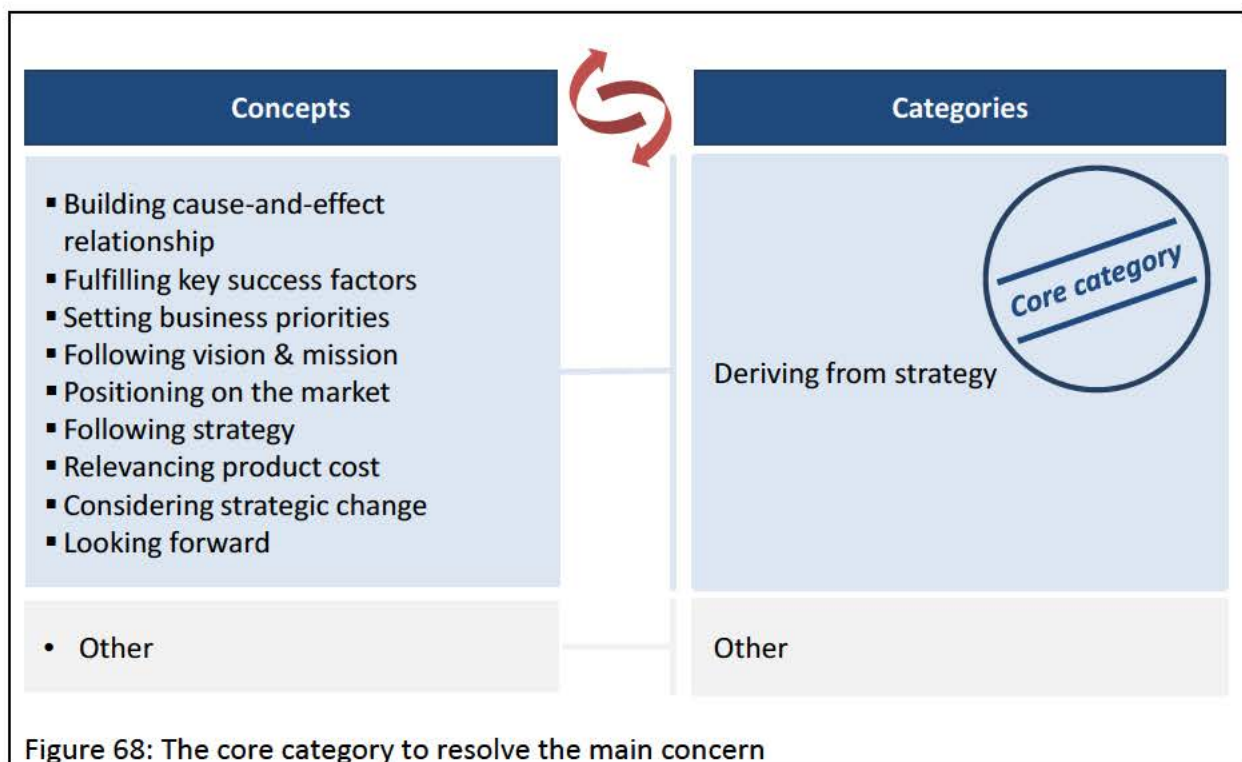 Concepts
Categories
▪ Building cause-and-effect
relationship
▪ Fulfilling key success factors
▪ Setting business priorities
▪ Following vision & mission
▪ Positioning on the market
▪ Following strategy
▪ Relevancing product cost
▪ Considering strategic change
▪ Looking forward
Core category
Deriving from strategy
• Other
Other
Figure 68: The core category to resolve the main concern